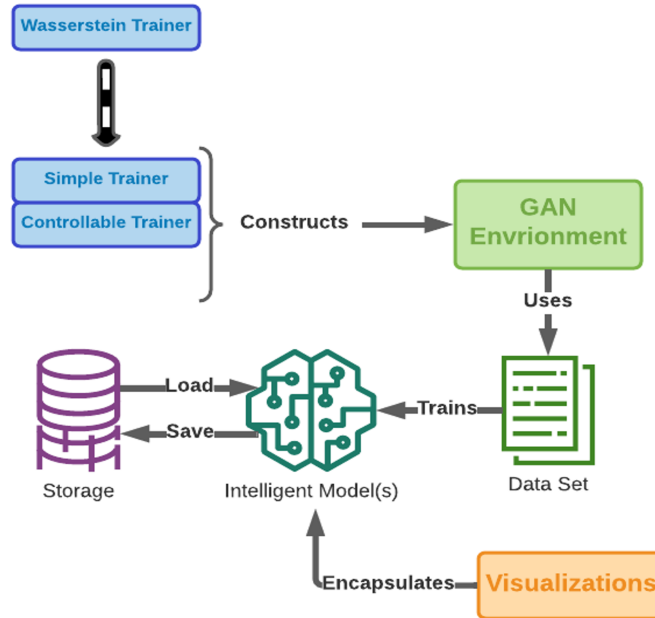 Wasserstein Trainer
Simple Trainer
Controllable Trainer
Constructs
GAN
Envrionment
Uses
Load
Save
Trains
Storage
Intelligent Model(s)
Data Set
Encapsulates
Visualizations